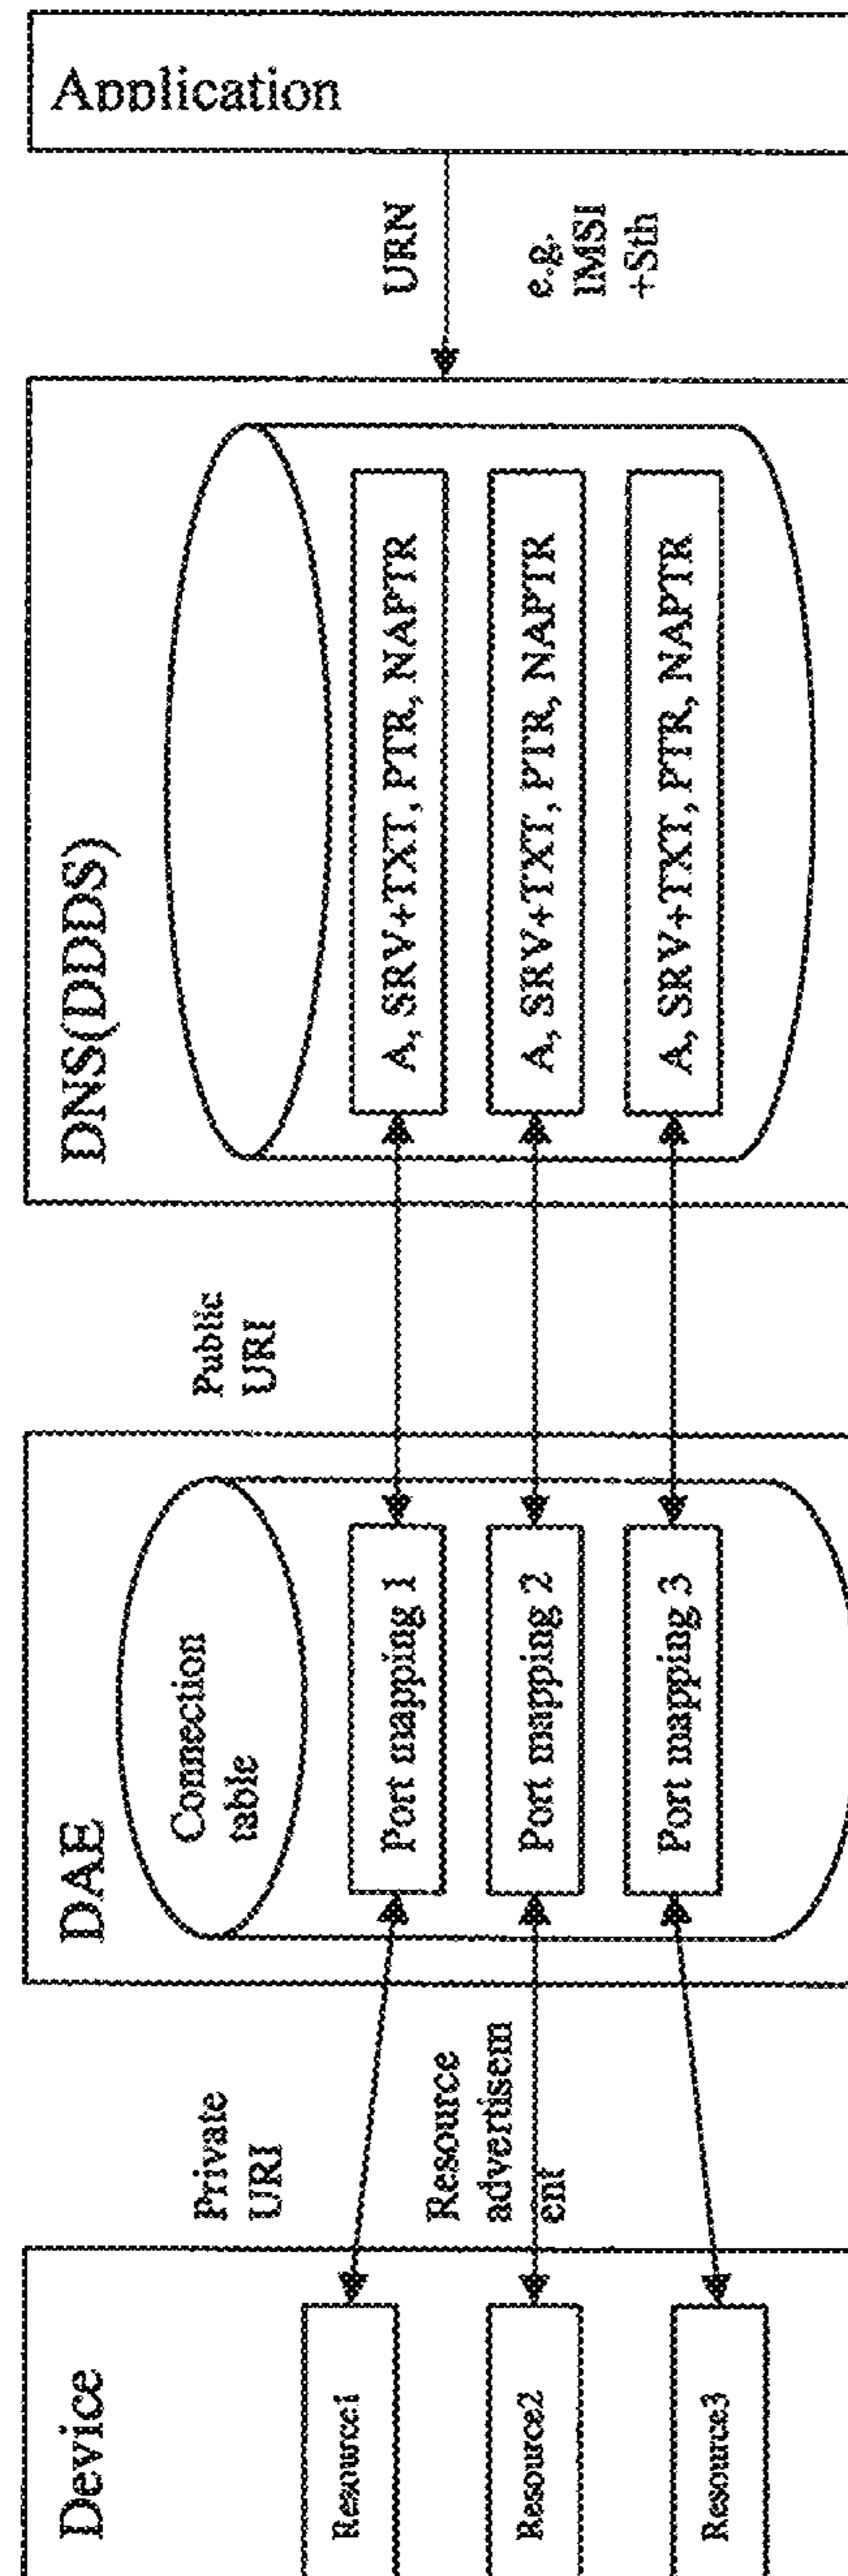 Application
URN
e.g.
IMSI
+Sth
DNS(DDDS)
A, SRV+TXT, PTR, NAPTR
A, SRV+TXT, PTR, NAPTR
A, SRV+TXT, PTR, NAPTR
Public
URI
DAE
Connection
table
Port mapping 1
Port mapping 2
Port mapping 3
Private
URI
Resource
advertisem
ent
Device
Resource1
Resource2
Resource3